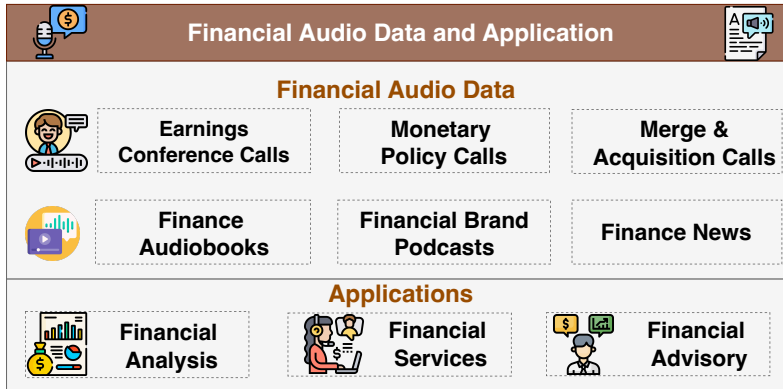 Financial Audio Data and Application
A
Financial Audio Data
Earnings
Conference Calls
Monetary
Policy Calls
Merge &
Acquisition Calls
Finance
Audiobooks
Financial Brand
Podcasts
Finance News
Applications
Financial
Analysis
Financial
Services
Financial
Advisory